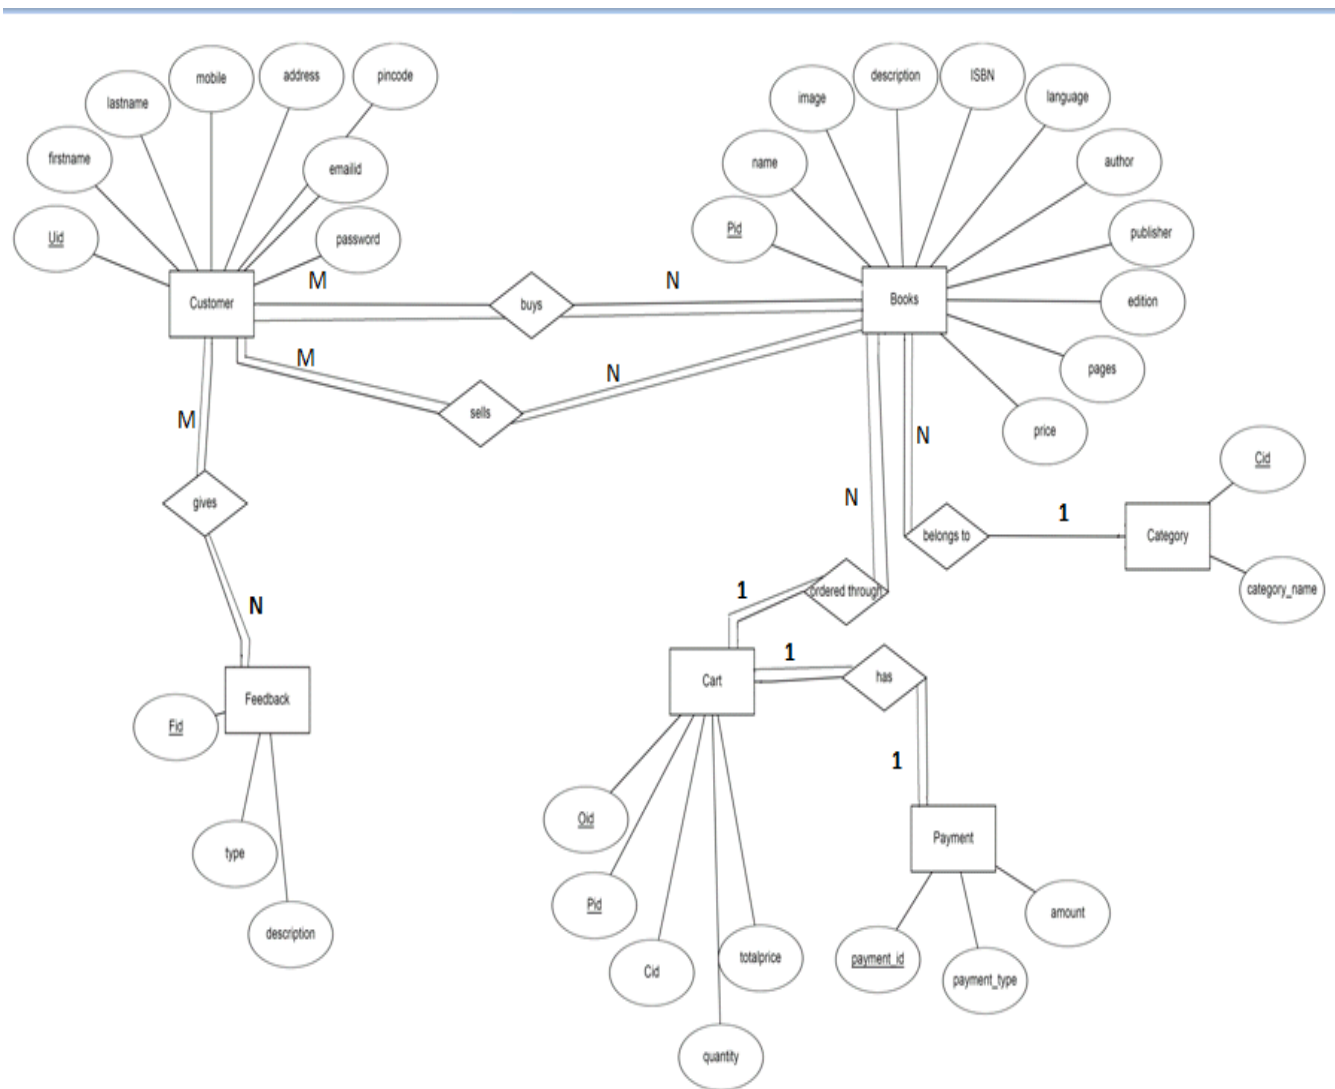 mobile
address
pincode
lastname
firstname
emailid
Uid
password
Customer
M
buys
N
M
sells
N
description
ISBN
image
language
name
author
Pid
publisher
Books
edition
pages
price
M
gives
N
Feedback
Fid
type
description
N
belongs to
1
Category
Cid
category_name
N
ordered through
1
Cart
1
has
1
Payment
Oid
Pid
Cid
quantity
totalprice
payment_id
payment_type
amount